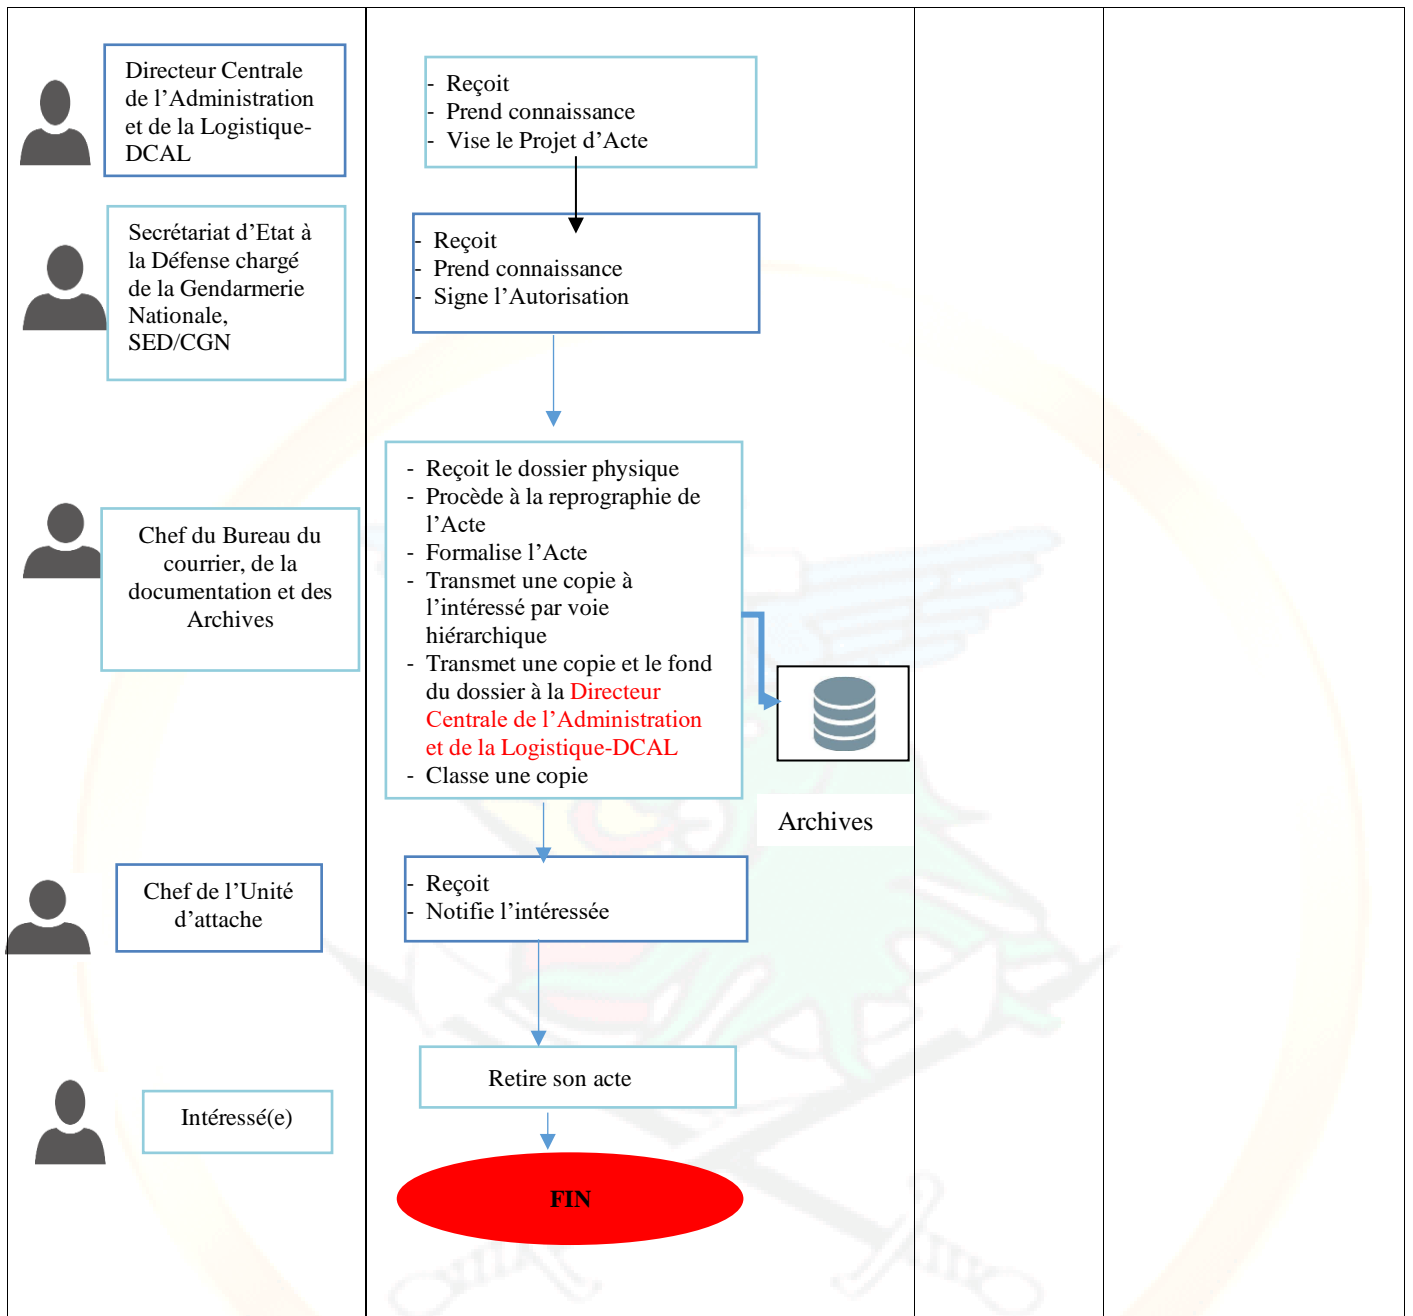 Directeur Centrale
de l’Administration
et de la Logistique-
DCAL
- Reçoit
- Prend connaissance
- Vise le Projet d’Acte
Secrétariat d’Etat à
la Défense chargé
de la Gendarmerie
Nationale,
SED/CGN
- Reçoit
- Prend connaissance
- Signe l’Autorisation
Chef du Bureau du
courrier, de la
documentation et des
Archives
- Reçoit le dossier physique
- Procède à la reprographie de
l’Acte
- Formalise l’Acte
- Transmet une copie à
l’intéressé par voie
hiérarchique
- Transmet une copie et le fond
du dossier à la Directeur
Centrale de l’Administration
et de la Logistique-DCAL
- Classe une copie
Archives
Chef de l’Unité
d’attache
- Reçoit
- Notifie l’intéressée
Intéressé(e)
Retire son acte
FIN